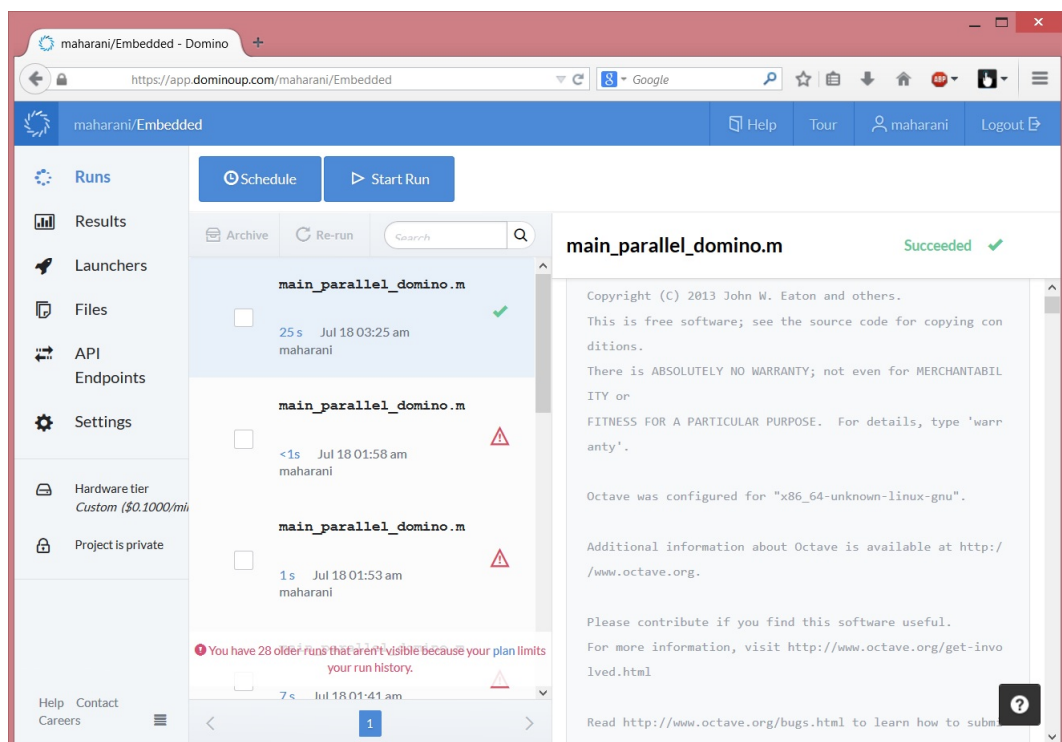 maharani/Embedded - Domino
https://app.dominoup.com/maharani/Embedded
Google
ABP
maharani/Embedded
Help
Tour
maharani
Logout
Runs
Results
Launchers
Files
API
Endpoints
Settings
Hardware tier
Custom ($0.1000/mi
Project is private
Help Contact
Careers
Schedule
Start Run
Archive
Re-run
Search
main_parallel_domino.m
25 s Jul 18 03:25 am
maharani
main_parallel_domino.m
<1s Jul 18 01:58 am
maharani
main_parallel_domino.m
1 s Jul 18 01:53 am
maharani
You have 28 older runs that aren't visible because your plan limits
your run history.
7 s Jul 18 01:41 am
1
main_parallel_domino.m
Succeeded
Copyright (C) 2013 John W. Eaton and others.
This is free software; see the source code for copying con
ditions.
There is ABSOLUTELY NO WARRANTY; not even for MERCHANTABIL
ITY or
FITNESS FOR A PARTICULAR PURPOSE.  For details, type 'warr
anty'.
Octave was configured for "x86_64-unknown-linux-gnu".
Additional information about Octave is available at http:/
/www.octave.org.
Please contribute if you find this software useful.
For more information, visit http://www.octave.org/get-invo
lved.html
Read http://www.octave.org/bugs.html to learn how to submi